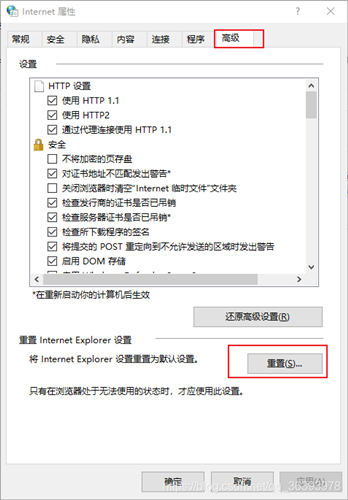 Internet 属性
常规 安全 隐私 内容 连接 程序 高级
设置
HTTP 设置
使用 HTTP 1.1
使用 HTTP2
通过代理连接使用 HTTP 1.1
安全
不将加密的页存盘
对证书地址不匹配发出警告*
关闭浏览器时清空"Internet 临时文件"文件夹
检查发行商的证书是否已吊销
检查服务器证书是否已吊销*
检查所下载程序的签名
将提交的 POST 重定向到不允许发送的区域时发出警告
启用 DOM 存储
*在重新启动你的计算机后生效
还原高级设置(R)
重置 Internet Explorer 设置
将 Internet Explorer 设置重置为默认设置。
重置(S)...
只有在浏览器处于无法使用的状态时,才应使用此设置。
确定 取消 应用(A)